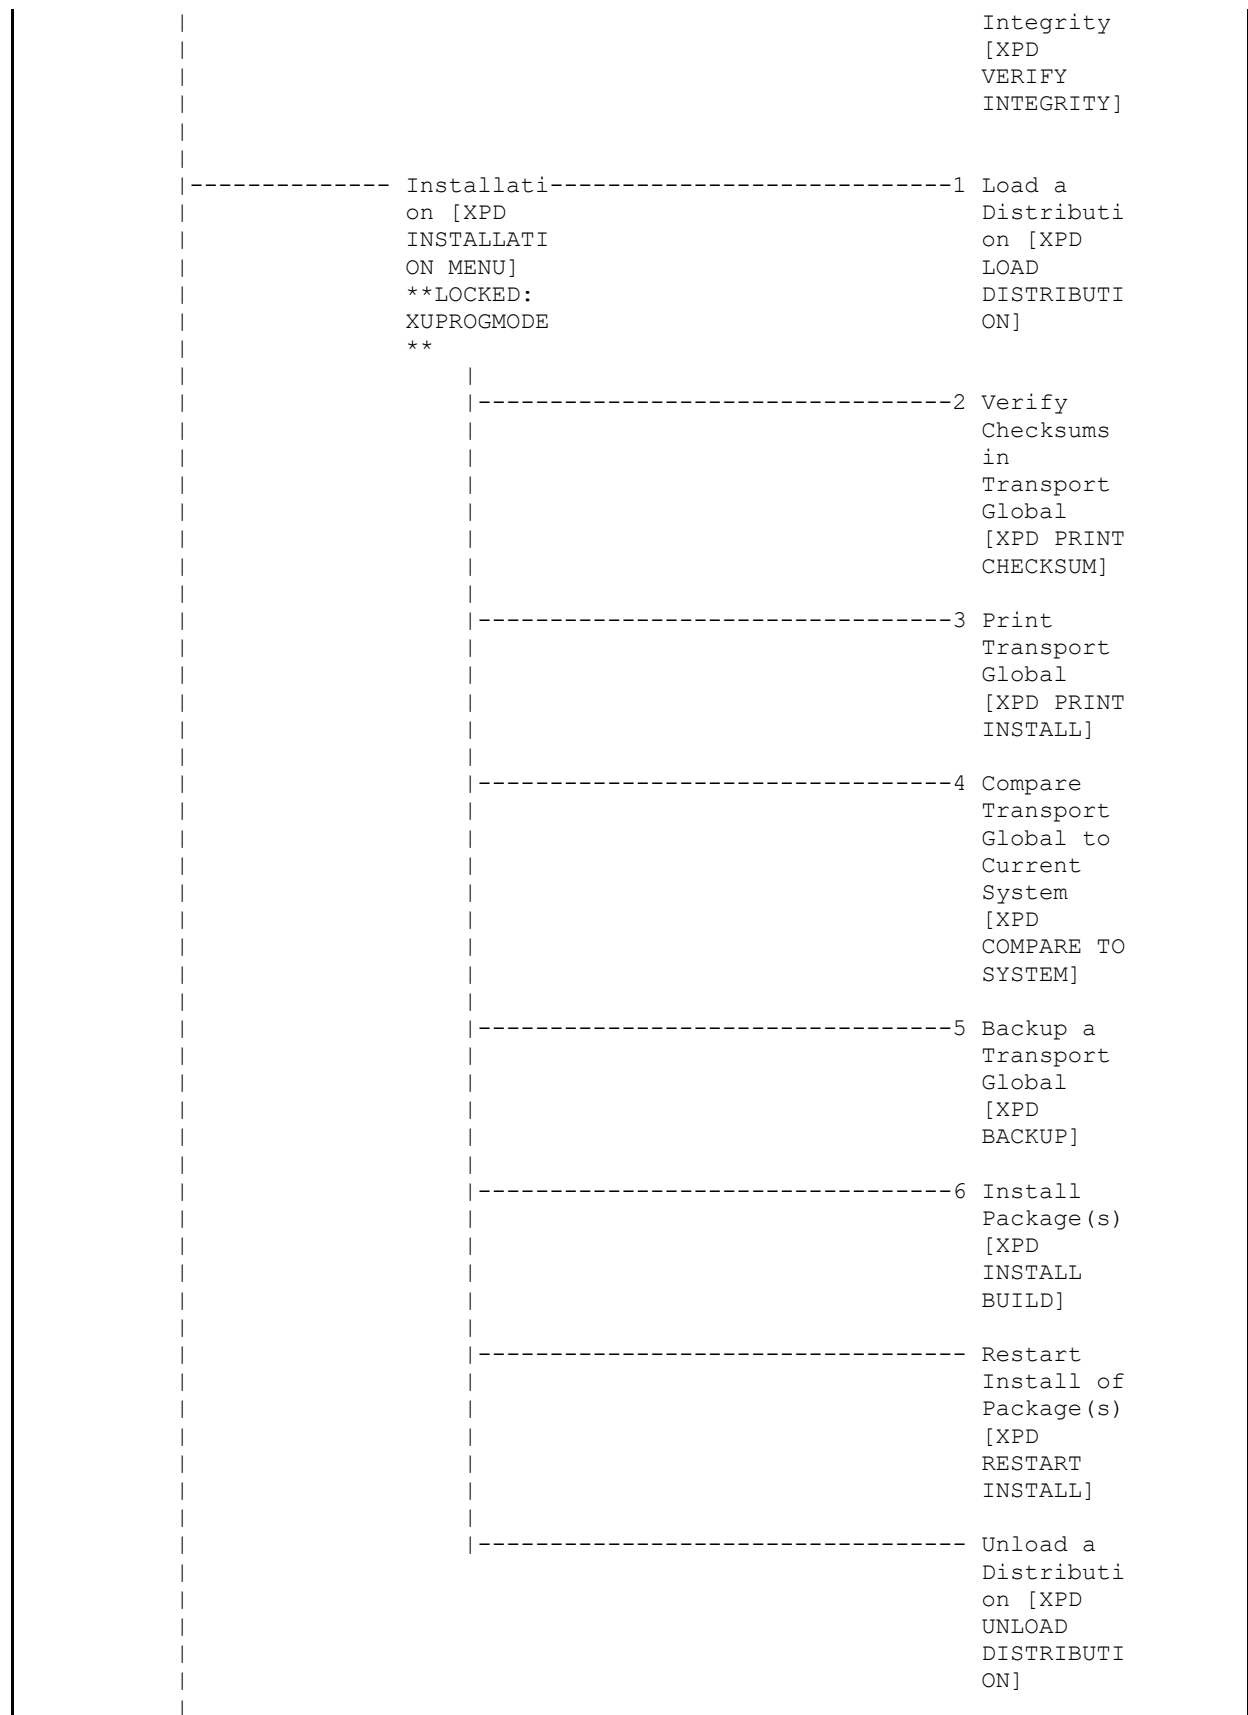 |                                                       Integrity
|                                                       [XPD
|                                                       VERIFY
|                                                       INTEGRITY]
|
|
|-------------- Installati----------------------------1 Load a
|               on [XPD                                 Distributi
|               INSTALLATI                              on [XPD
|               ON MENU]                                LOAD
|               **LOCKED:                               DISTRIBUTI
|               XUPROGMODE                              ON]
|               **
|                   |
|                   |---------------------------------2 Verify
|                   |                                   Checksums
|                   |                                   in
|                   |                                   Transport
|                   |                                   Global
|                   |                                   [XPD PRINT
|                   |                                   CHECKSUM]
|                   |
|                   |---------------------------------3 Print
|                   |                                   Transport
|                   |                                   Global
|                   |                                   [XPD PRINT
|                   |                                   INSTALL]
|                   |
|                   |---------------------------------4 Compare
|                   |                                   Transport
|                   |                                   Global to
|                   |                                   Current
|                   |                                   System
|                   |                                   [XPD
|                   |                                   COMPARE TO
|                   |                                   SYSTEM]
|                   |
|                   |---------------------------------5 Backup a
|                   |                                   Transport
|                   |                                   Global
|                   |                                   [XPD
|                   |                                   BACKUP]
|                   |
|                   |---------------------------------6 Install
|                   |                                   Package(s)
|                   |                                   [XPD
|                   |                                   INSTALL
|                   |                                   BUILD]
|                   |
|                   |---------------------------------- Restart
|                   |                                   Install of
|                   |                                   Package(s)
|                   |                                   [XPD
|                   |                                   RESTART
|                   |                                   INSTALL]
|                   |
|                   |---------------------------------- Unload a
|                                                       Distributi
|                                                       on [XPD
|                                                       UNLOAD
|                                                       DISTRIBUTI
|                                                       ON]
|